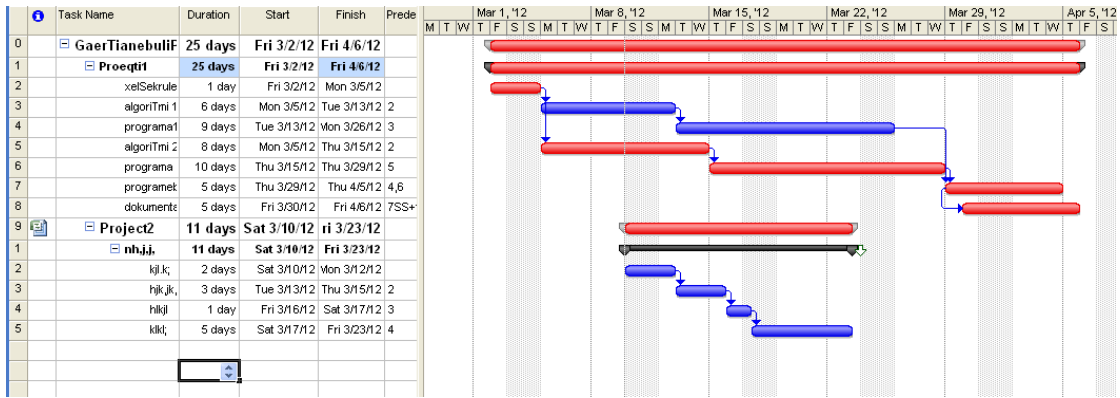 Task Name Duration Start Finish Prede
Mar 1, '12 Mar 8, '12 Mar 15, '12 Mar 22, '12 Mar 29, '12 Apr 5, '12
M T W T F S S M T W T F S S M T W T F S S M T W T F S S M T W T F S S M T W T F S
0 GaerTianebuliF 25 days Fri 3/2/12 Fri 4/6/12
1 Proeqti1 25 days Fri 3/2/12 Fri 4/6/12
2 xelSekrule 1 day Fri 3/2/12 Mon 3/5/12
3 algoriTmi 1 6 days Mon 3/5/12 Tue 3/13/12 2
4 programa1 9 days Tue 3/13/12 Mon 3/26/12 3
5 algoriTmi 2 8 days Mon 3/5/12 Thu 3/15/12 2
6 programa 10 days Thu 3/15/12 Thu 3/29/12 5
7 programet 5 days Thu 3/29/12 Thu 4/5/12 4,6
8 dokumenta 5 days Fri 3/30/12 Fri 4/6/12 7SS+
9 Project2 11 days Sat 3/10/12 ri 3/23/12
1 nh,j,j, 11 days Sat 3/10/12 Fri 3/23/12
2 kjl.k; 2 days Sat 3/10/12 Mon 3/12/12
3 hjk,jk, 3 days Tue 3/13/12 Thu 3/15/12 2
4 hlkjl 1 day Fri 3/16/12 Sat 3/17/12 3
5 klkl; 5 days Sat 3/17/12 Fri 3/23/12 4